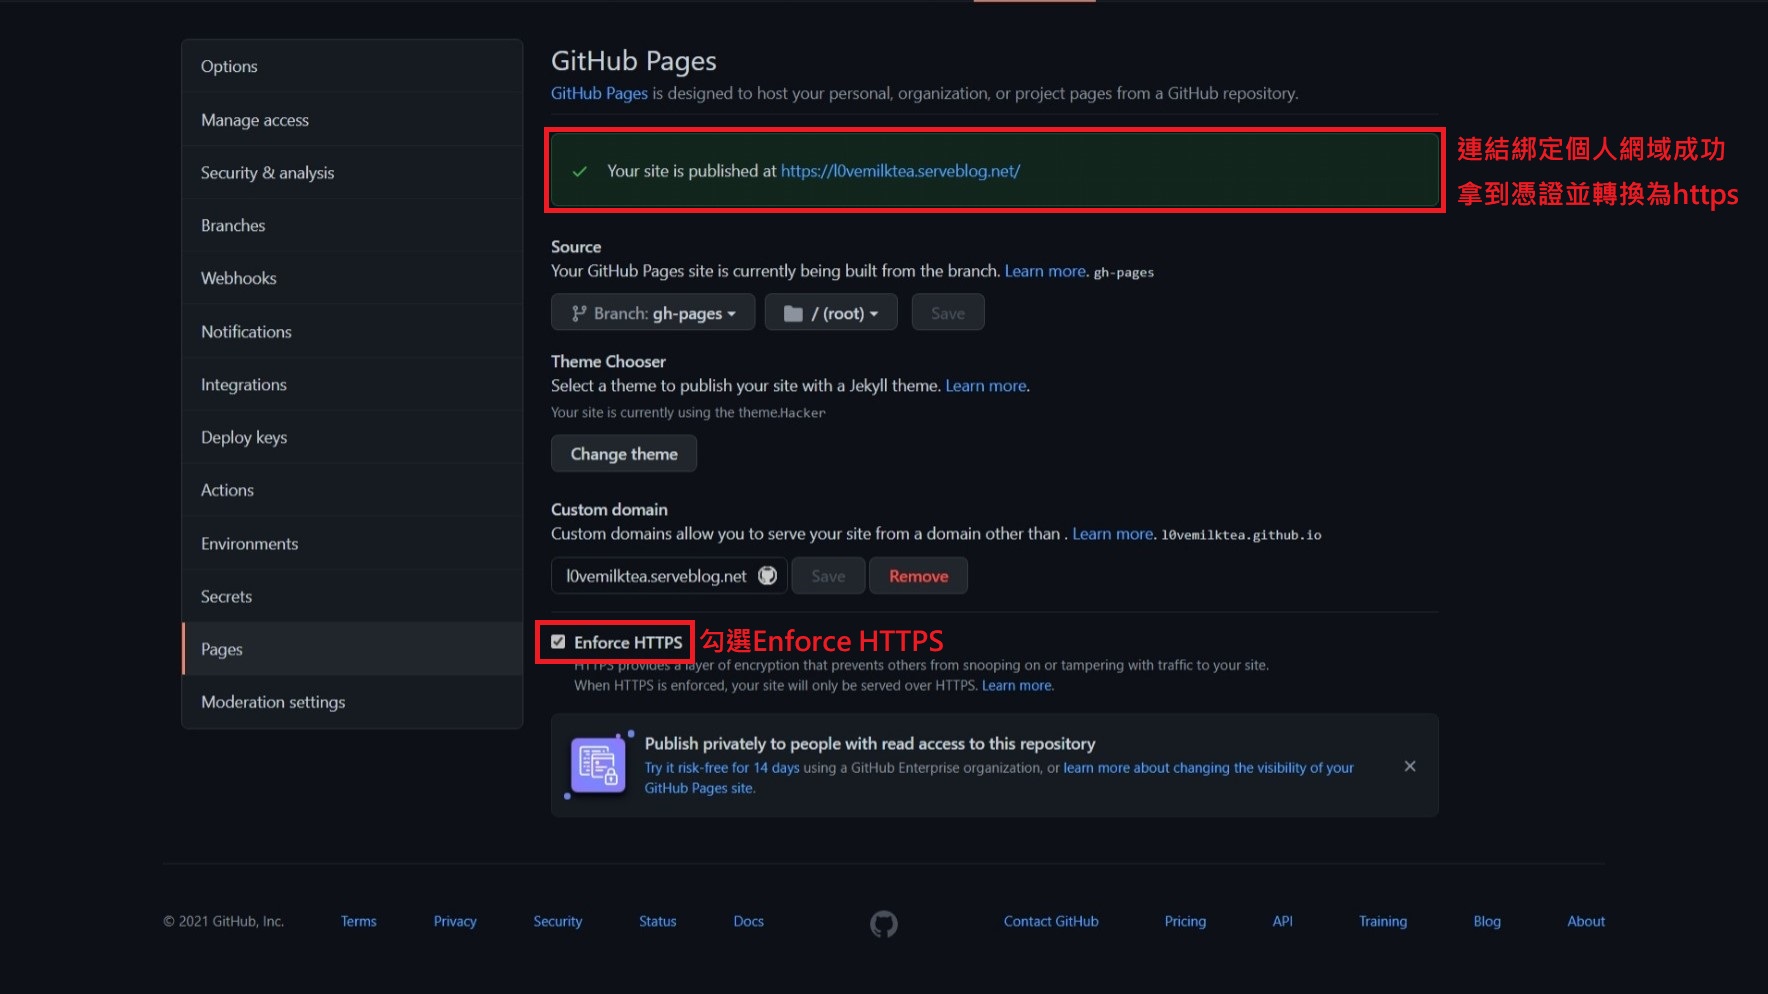 Options
Manage access
Security & analysis
Branches
Webhooks
Notifications
Integrations
Deploy keys
Actions
Environments
Secrets
Pages
Moderation settings
GitHub Pages
GitHub Pages is designed to host your personal, organization, or project pages from a GitHub repository.
Your site is published at https://l0vemilktea.serveblog.net/
連結綁定個人網域成功
拿到憑證並轉換為https
Source
Your GitHub Pages site is currently being built from the branch. Learn more. gh-pages
Branch: gh-pages / (root) Save
Theme Chooser
Select a theme to publish your site with a Jekyll theme. Learn more.
Your site is currently using the theme.Hacker
Change theme
Custom domain
Custom domains allow you to serve your site from a domain other than . Learn more. l0vemilktea.github.io
l0vemilktea.serveblog.net Save Remove
Enforce HTTPS 勾選Enforce HTTPS
HTTPS provides a layer of encryption that prevents others from snooping on or tampering with traffic to your site.
When HTTPS is enforced, your site will only be served over HTTPS. Learn more.
Publish privately to people with read access to this repository
Try it risk-free for 14 days using a GitHub Enterprise organization, or learn more about changing the visibility of your
GitHub Pages site.
© 2021 GitHub, Inc. Terms Privacy Security Status Docs Contact GitHub Pricing API Training Blog About